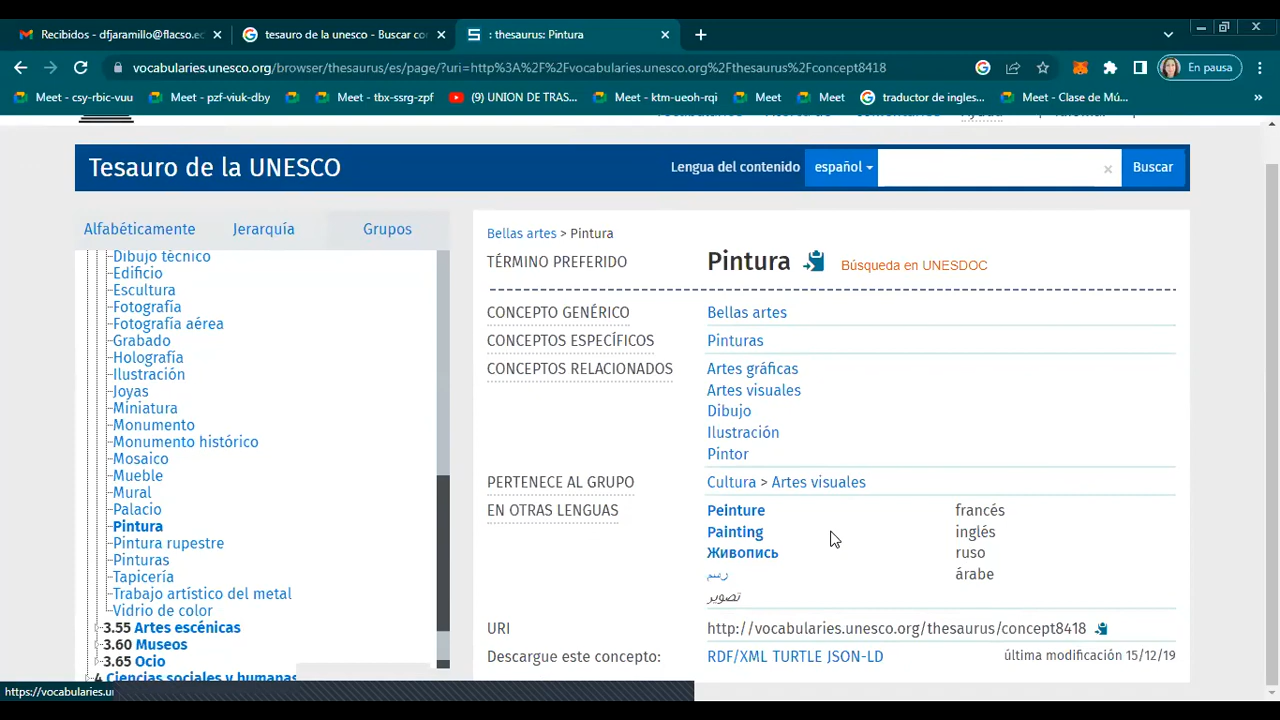 Recibidos - dfjaramillo@flacso.ec
tesauro de la unesco - Buscar co
: thesaurus: Pintura
vocabularies.unesco.org/browser/thesaurus/es/page/?uri=http%3A%2F%2Fvocabularies.unesco.org%2Fthesaurus%2Fconcept8418
En pausa
Meet - csy-rbic-vuu
Meet - pzf-viuk-dby
Meet - tbx-ssrg-zpf
(9) UNION DE TRAS...
Meet - ktm-ueoh-rqi
Meet
Meet
traductor de ingles...
Meet - Clase de Mú...
Tesauro de la UNESCO
Lengua del contenido
español
Buscar
Alfabéticamente
Jerarquía
Grupos
Dibujo técnico
Edificio
Escultura
Fotografía
Fotografía aérea
Grabado
Holografía
Ilustración
Joyas
Miniatura
Monumento
Monumento histórico
Mosaico
Mueble
Mural
Palacio
Pintura
Pintura rupestre
Pinturas
Tapicería
Trabajo artístico del metal
Vidrio de color
3.55 Artes escénicas
3.60 Museos
3.65 Ocio
4 Ciencias sociales y humanas
Bellas artes > Pintura
TÉRMINO PREFERIDO
Pintura
Búsqueda en UNESDOC
CONCEPTO GENÉRICO
Bellas artes
CONCEPTOS ESPECÍFICOS
Pinturas
CONCEPTOS RELACIONADOS
Artes gráficas
Artes visuales
Dibujo
Ilustración
Pintor
PERTENECE AL GRUPO
Cultura > Artes visuales
EN OTRAS LENGUAS
Peinture francés
Painting inglés
Живопись ruso
رسم árabe
تصوير
URI
http://vocabularies.unesco.org/thesaurus/concept8418
Descargue este concepto:
RDF/XML TURTLE JSON-LD
última modificación 15/12/19
https://vocabularies.u